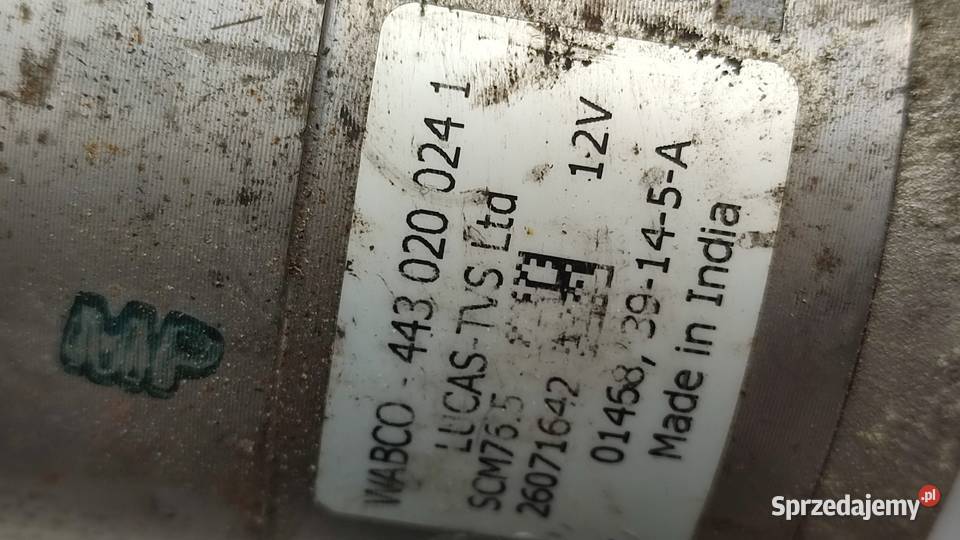 WABCO - 443 020 024 1
LUCAS-TVS Ltd
SCM76.5 12V
26071642
01458, 39-14-5-A
Made in India
MP
Sprzedajemy.pl